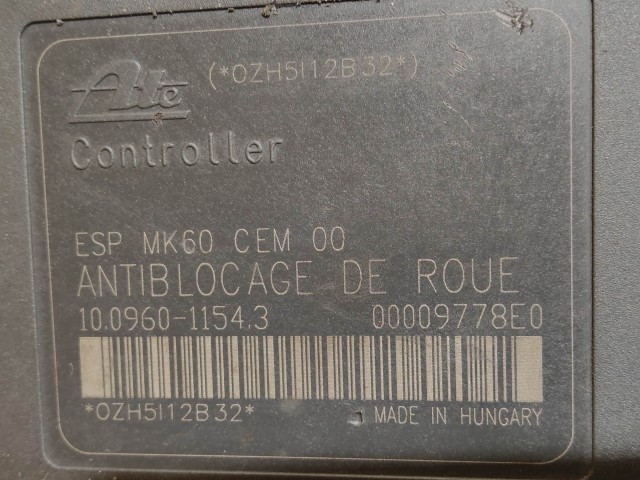 Ate (*OZH5I12B32*)
Controller
ESP MK60 CEM 00
ANTIBLOCAGE DE ROUE
10.0960-1154.3 00009778E0
*OZH5I12B32*
MADE IN HUNGARY